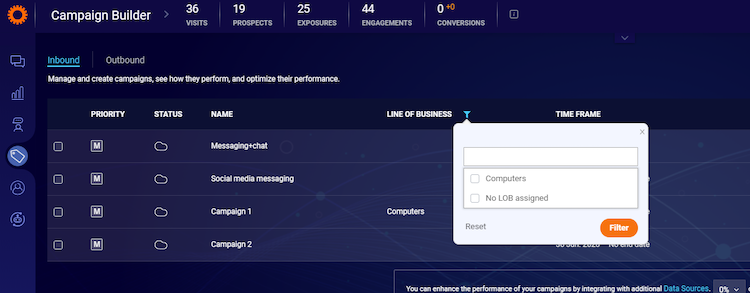 Campaign Builder
36 VISITS
19 PROSPECTS
25 EXPOSURES
44 ENGAGEMENTS
0 +0 CONVERSIONS
Inbound Outbound
Manage and create campaigns, see how they perform, and optimize their performance.
PRIORITY STATUS NAME LINE OF BUSINESS TIME FRAME
M Messaging+chat
M Social media messaging
M Campaign 1 Computers
M Campaign 2
Computers
No LOB assigned
Reset Filter
No end date
You can enhance the performance of your campaigns by integrating with additional Data Sources. 0%